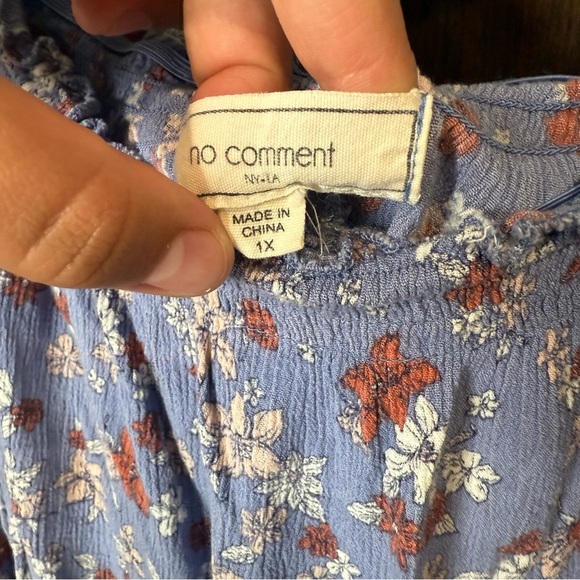 no comment
NY•LA
MADE IN
CHINA
1X